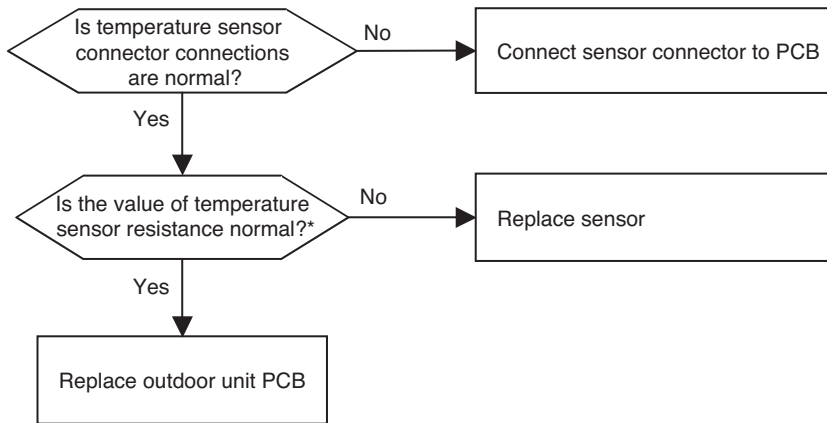 Is temperature sensor
connector connections
are normal?
No
Connect sensor connector to PCB
Yes
Is the value of temperature
sensor resistance normal?*
No
Replace sensor
Yes
Replace outdoor unit PCB